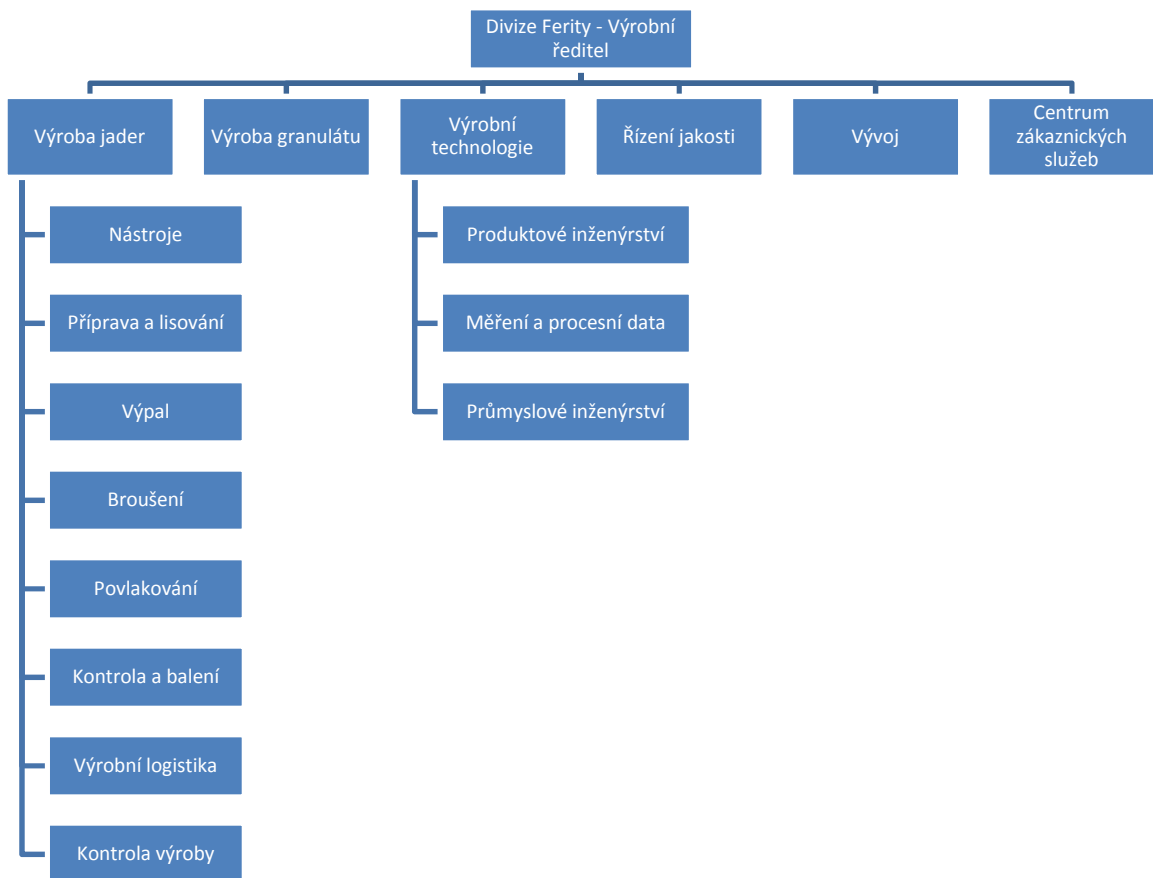 Divize Ferity - Výrobní
ředitel
Výroba jader
Výroba granulátu
Výrobní
technologie
Řízení jakosti
Vývoj
Centrum
zákaznických
služeb
Nástroje
Příprava a lisování
Výpal
Broušení
Povlakování
Kontrola a balení
Výrobní logistika
Kontrola výroby
Produktové inženýrství
Měření a procesní data
Průmyslové inženýrství